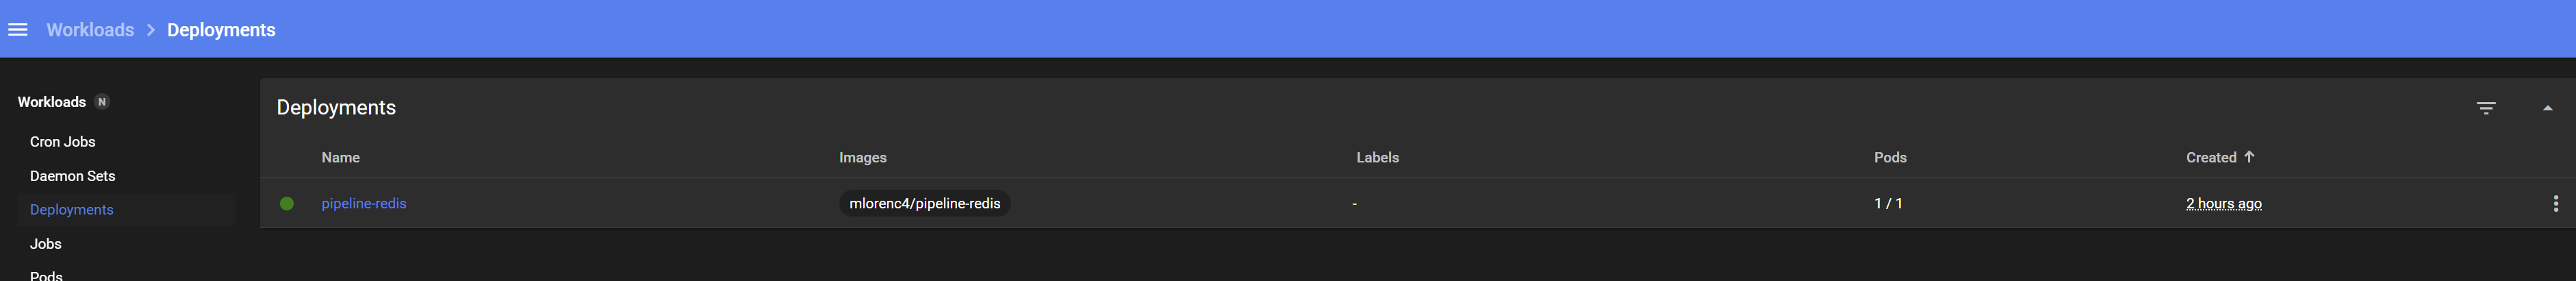 Workloads > Deployments
Workloads N
Cron Jobs
Daemon Sets
Deployments
Jobs
Pods
Deployments
Name Images Labels Pods Created
pipeline-redis mlorenc4/pipeline-redis - 1 / 1 2 hours ago